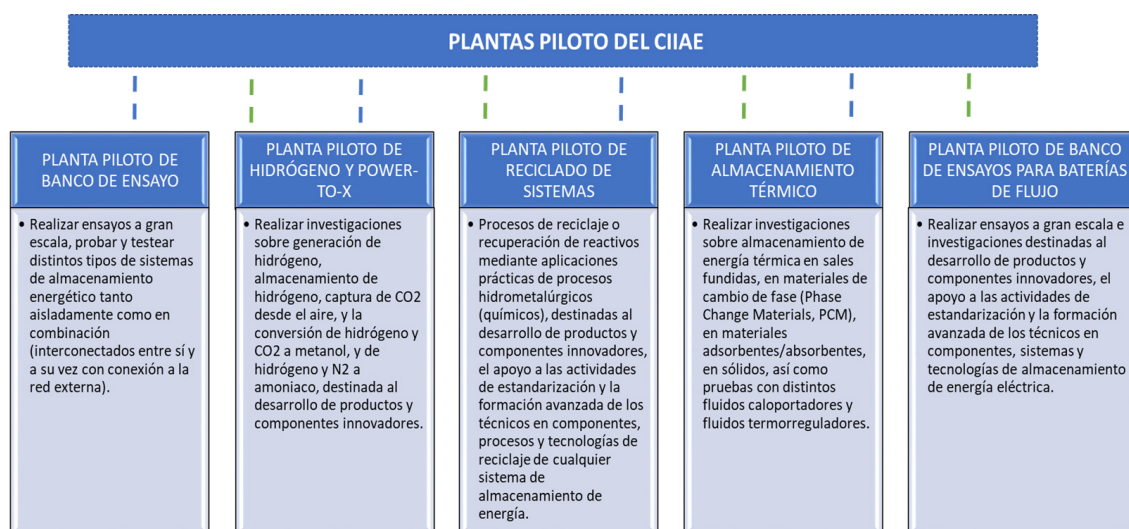 PLANTAS PILOTO DEL CIIAE
PLANTA PILOTO DE
BANCO DE ENSAYO
• Realizar ensayos a gran
escala, probar y testear
distintos tipos de sistemas
de almacenamiento
energético tanto
aisladamente como en
combinación
(interconectados entre sí y
a su vez con conexión a la
red externa).
PLANTA PILOTO DE
HIDRÓGENO Y POWER-
TO-X
• Realizar investigaciones
sobre generación de
hidrógeno,
almacenamiento de
hidrógeno, captura de CO2
desde el aire, y la
conversión de hidrógeno y
CO2 a metanol, y de
hidrógeno y N2 a
amoniaco, destinada al
desarrollo de productos y
componentes innovadores.
PLANTA PILOTO DE
RECICLADO DE
SISTEMAS
• Procesos de reciclaje o
recuperación de reactivos
mediante aplicaciones
prácticas de procesos
hidrometalúrgicos
(químicos), destinadas al
desarrollo de productos y
componentes innovadores,
el apoyo a las actividades
de estandarización y la
formación avanzada de los
técnicos en componentes,
procesos y tecnologías de
reciclaje de cualquier
sistema de
almacenamiento de
energía.
PLANTA PILOTO DE
ALMACENAMIENTO
TÉRMICO
• Realizar investigaciones
sobre almacenamiento de
energía térmica en sales
fundidas, en materiales de
cambio de fase (Phase
Change Materials, PCM),
en materiales
adsorbentes/absorbentes,
en sólidos, así como
pruebas con distintos
fluidos caloportadores y
fluidos termorreguladores.
PLANTA PILOTO DE BANCO
DE ENSAYOS PARA BATERÍAS
DE FLUJO
• Realizar ensayos a gran escala e
investigaciones destinadas al
desarrollo de productos y
componentes innovadores, el
apoyo a las actividades de
estandarización y la formación
avanzada de los técnicos en
componentes, sistemas y
tecnologías de almacenamiento
de energía eléctrica.